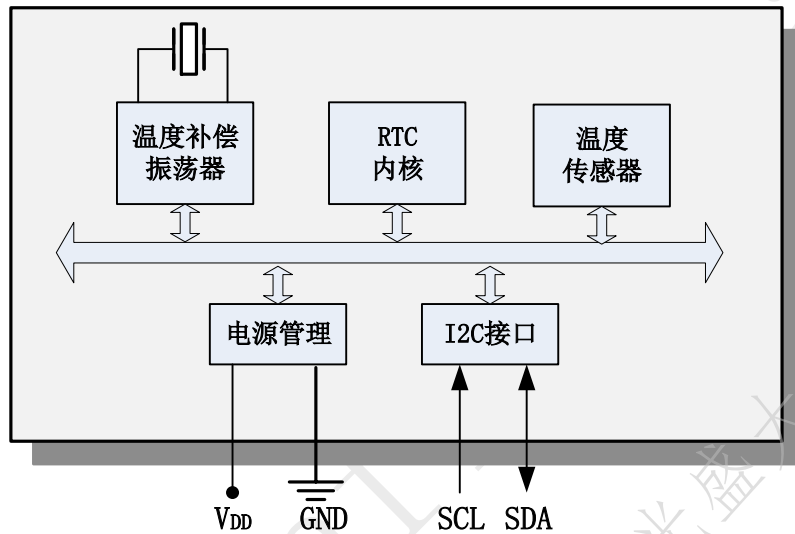 温度补偿
振荡器
RTC
内核
温度
传感器
电源管理
I2C接口
VDD
GND
SCL
SDA